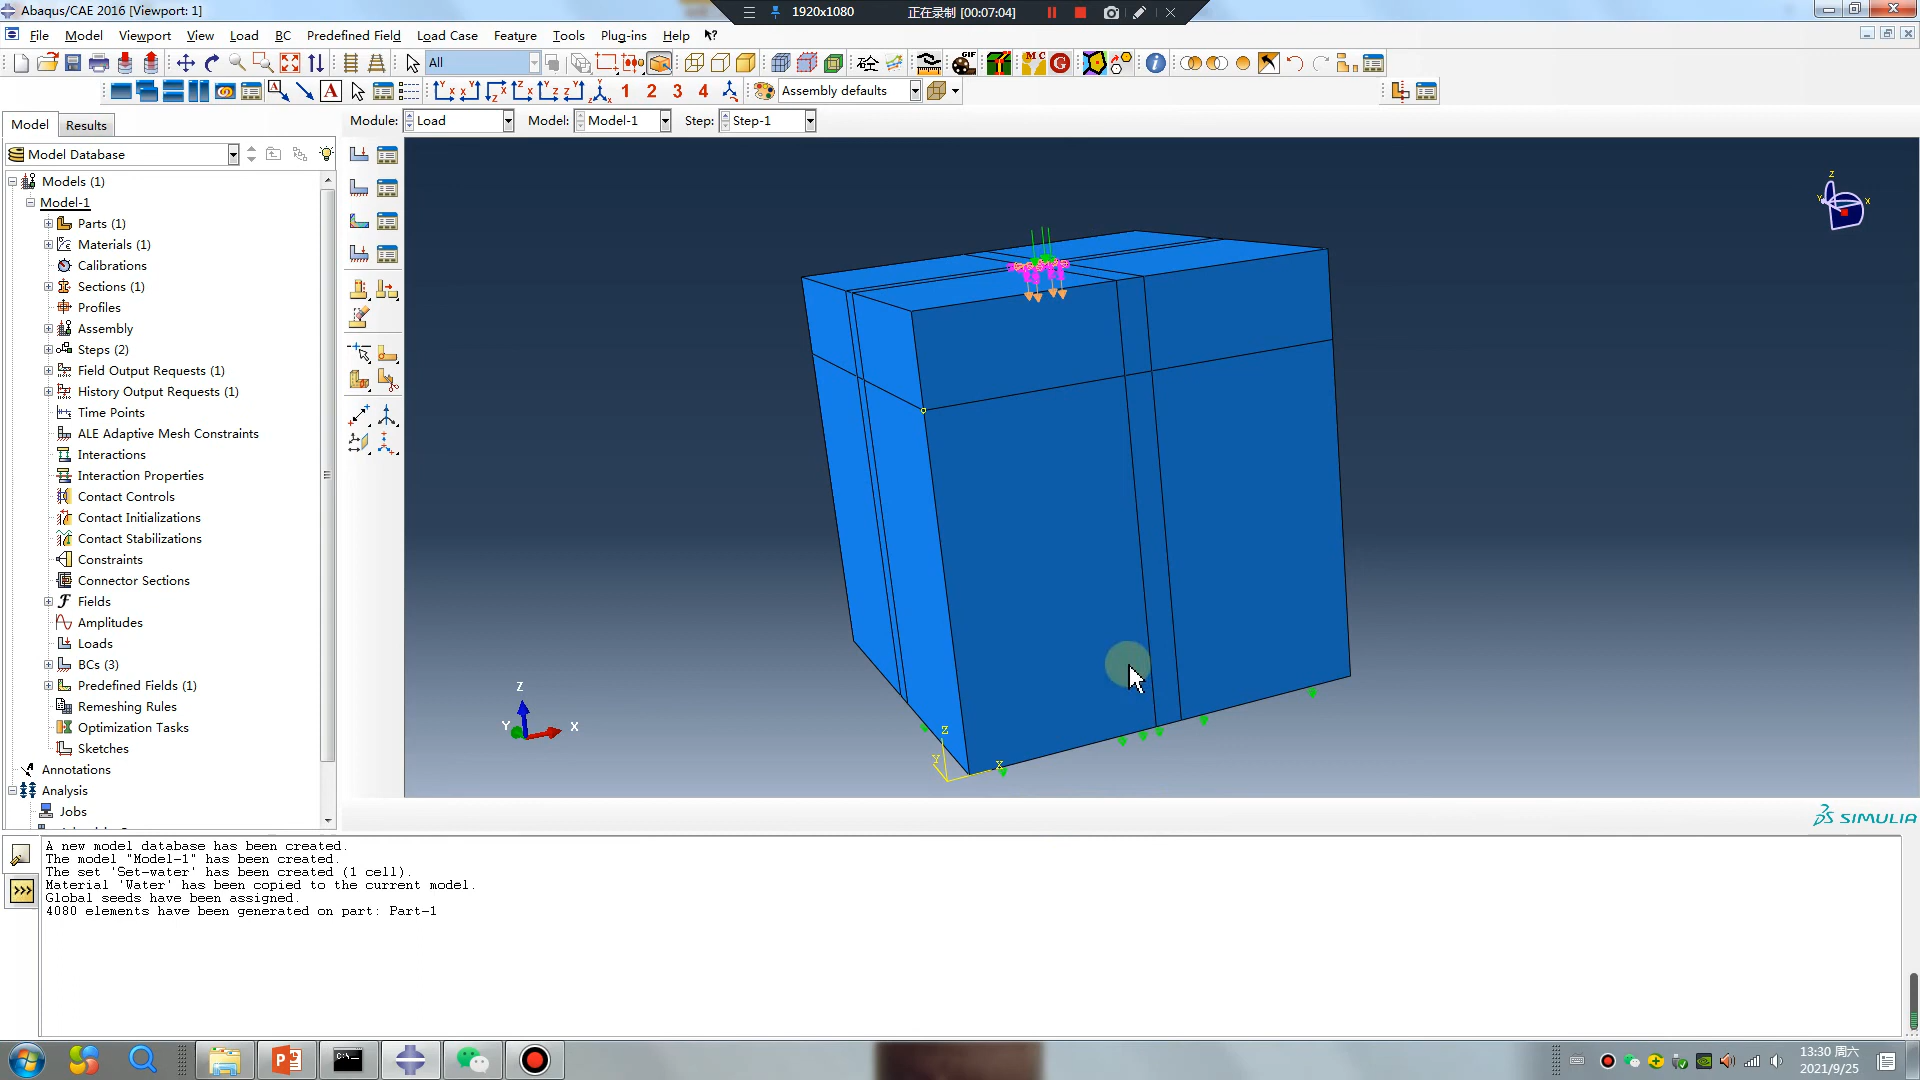 Abaqus/CAE 2016 [Viewport: 1]
1920x1080
正在录制 [00:07:04]
File Model Viewport View Load BC Predefined Field Load Case Feature Tools Plug-ins Help
All
砼
GIF
M C
G
A
1 2 3 4
Assembly defaults
Model Results
Module: Load Model: Model-1 Step: Step-1
Model Database
Models (1)
Model-1
Parts (1)
Materials (1)
Calibrations
Sections (1)
Profiles
Assembly
Steps (2)
Field Output Requests (1)
History Output Requests (1)
Time Points
ALE Adaptive Mesh Constraints
Interactions
Interaction Properties
Contact Controls
Contact Initializations
Contact Stabilizations
Constraints
Connector Sections
Fields
Amplitudes
Loads
BCs (3)
Predefined Fields (1)
Remeshing Rules
Optimization Tasks
Sketches
Annotations
Analysis
Jobs
Z
Y
X
Z
Y
X
Z
Y
X
SIMULIA
A new model database has been created.
The model "Model-1" has been created.
The set 'Set-water' has been created (1 cell).
Material 'Water' has been copied to the current model.
Global seeds have been assigned.
4080 elements have been generated on part: Part-1
13:30 周六
2021/9/25